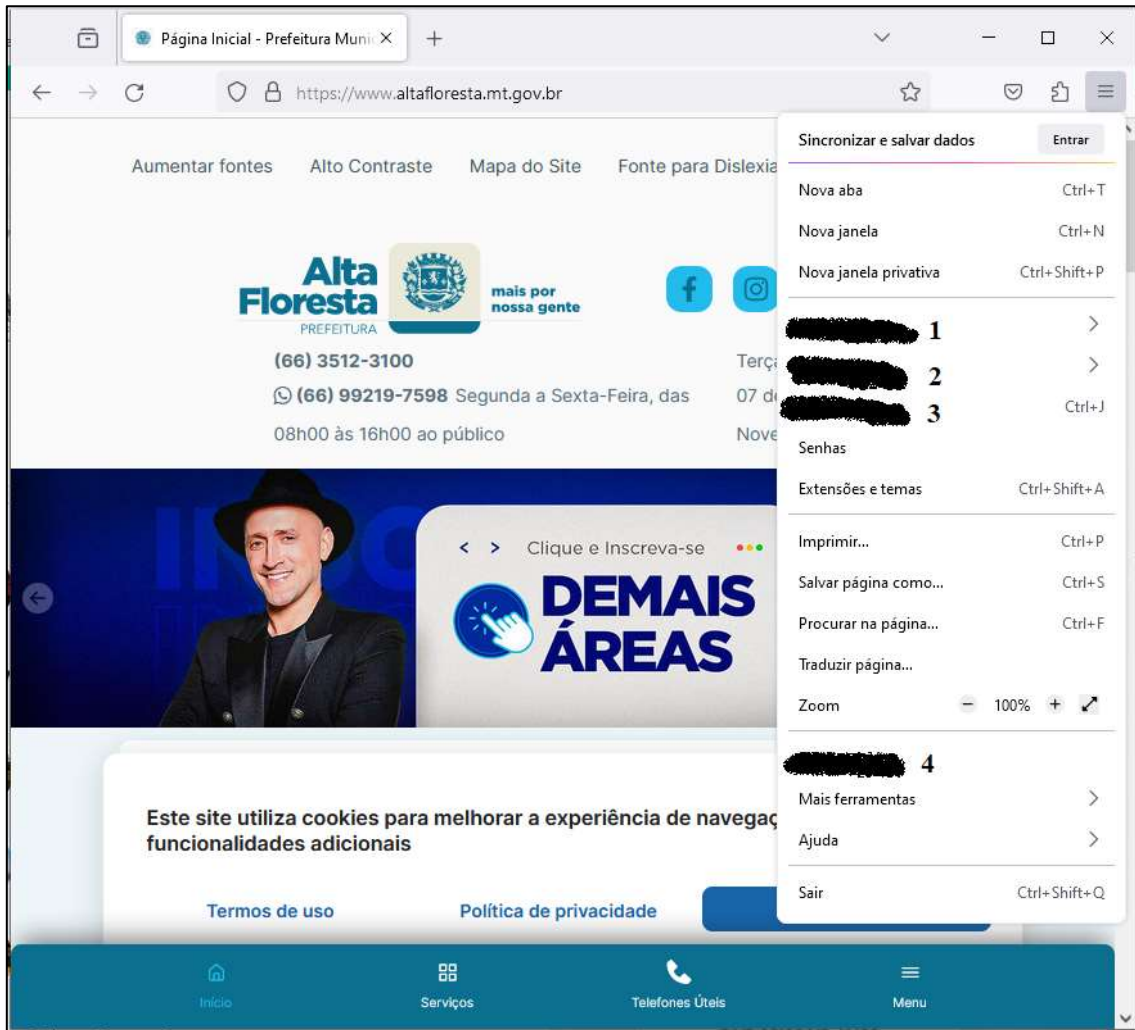 Página Inicial - Prefeitura Munic
https://www.altafloresta.mt.gov.br
Sincronizar e salvar dados Entrar
Nova aba Ctrl+T
Nova janela Ctrl+N
Nova janela privativa Ctrl+Shift+P
1
2
3 Ctrl+J
Senhas
Extensões e temas Ctrl+Shift+A
Imprimir... Ctrl+P
Salvar página como... Ctrl+S
Procurar na página... Ctrl+F
Traduzir página...
Zoom - 100% +
4
Mais ferramentas
Ajuda
Sair Ctrl+Shift+Q
Aumentar fontes Alto Contraste Mapa do Site Fonte para Dislexia
Alta
Floresta
PREFEITURA
mais por
nossa gente
(66) 3512-3100
(66) 99219-7598 Segunda a Sexta-Feira, das
08h00 às 16h00 ao público
Terç
07 d
Nove
< > Clique e Inscreva-se
DEMAIS
ÁREAS
Este site utiliza cookies para melhorar a experiência de navegaç
funcionalidades adicionais
Termos de uso Política de privacidade
Início Serviços Telefones Úteis Menu